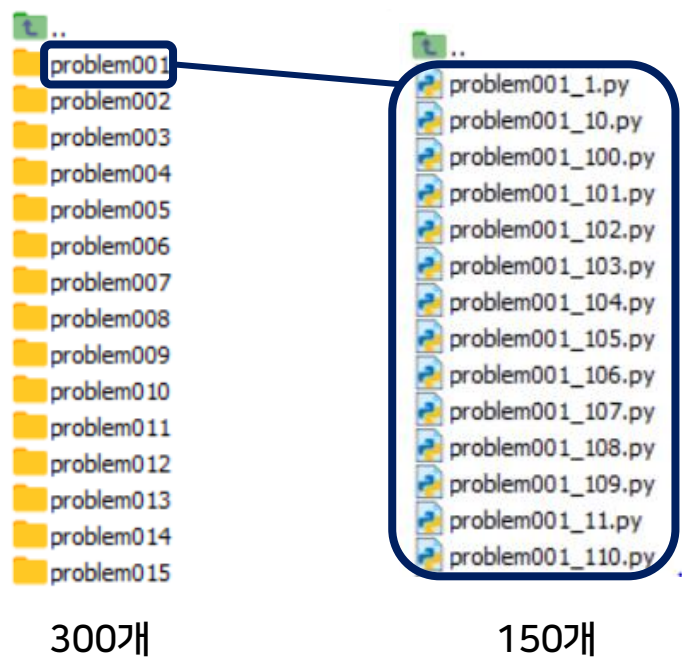 ..
problem001
problem002
problem003
problem004
problem005
problem006
problem007
problem008
problem009
problem010
problem011
problem012
problem013
problem014
problem015
300개
..
problem001_1.py
problem001_10.py
problem001_100.py
problem001_101.py
problem001_102.py
problem001_103.py
problem001_104.py
problem001_105.py
problem001_106.py
problem001_107.py
problem001_108.py
problem001_109.py
problem001_11.py
problem001_110.py
150개